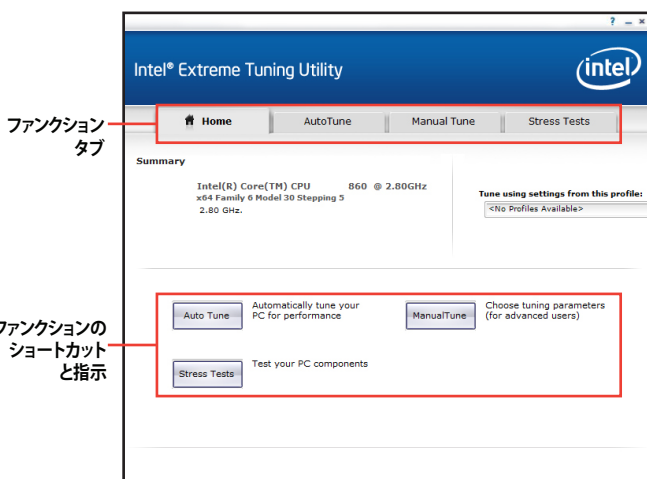 ? – ×
Intel® Extreme Tuning Utility
intel
ファンクション
タブ
Home AutoTune Manual Tune Stress Tests
Summary
Intel(R) Core(TM) CPU 860 @ 2.80GHz
x64 Family 6 Model 30 Stepping 5
2.80 GHz.
Tune using settings from this profile:
<No Profiles Available>
ファンクションの
ショートカット
と指示
Auto Tune
Automatically tune your
PC for performance
ManualTune
Choose tuning parameters
(for advanced users)
Stress Tests
Test your PC components